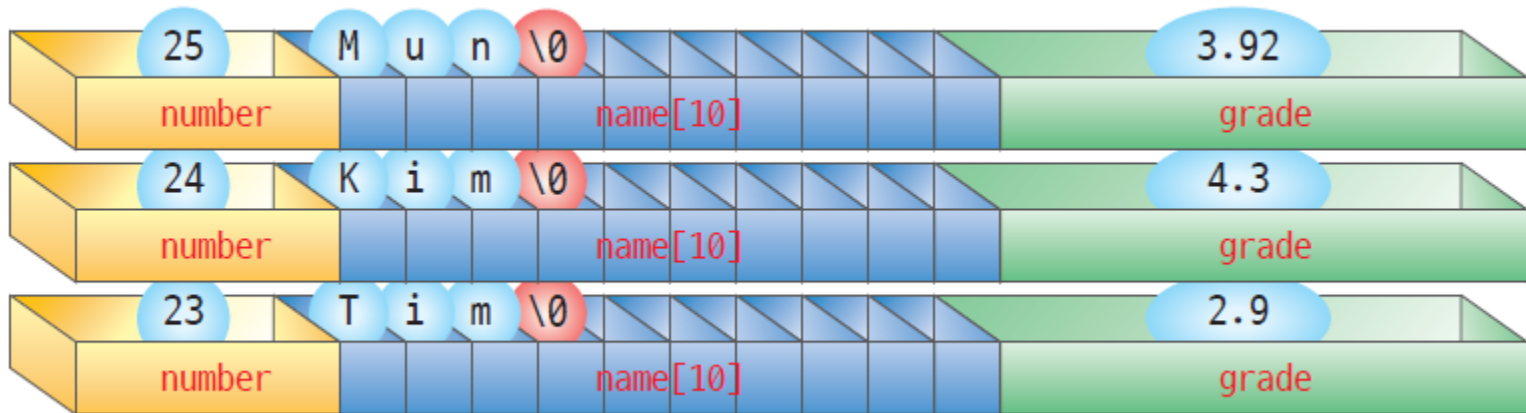 25 M u n \0 3.92
number name[10] grade
24 K i m \0 4.3
number name[10] grade
23 T i m \0 2.9
number name[10] grade